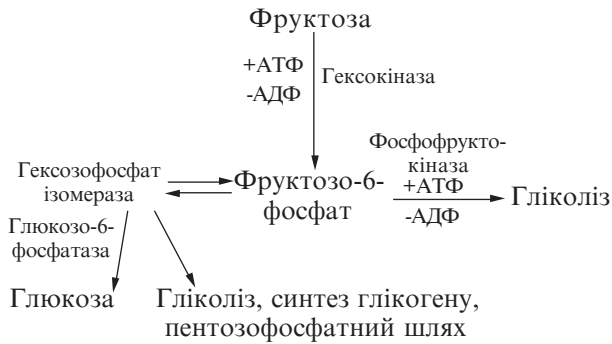 Фруктоза
+АТФ
-АДФ
Гексокіназа
Фосфофрукто-
кіназа
+АТФ
-АДФ
Гексозофосфат
ізомераза
Фруктозо-6-
фосфат
Гліколіз
Глюкозо-6-
фосфатаза
Глюкоза
Гліколіз, синтез глікогену,
пентозофосфатний шлях